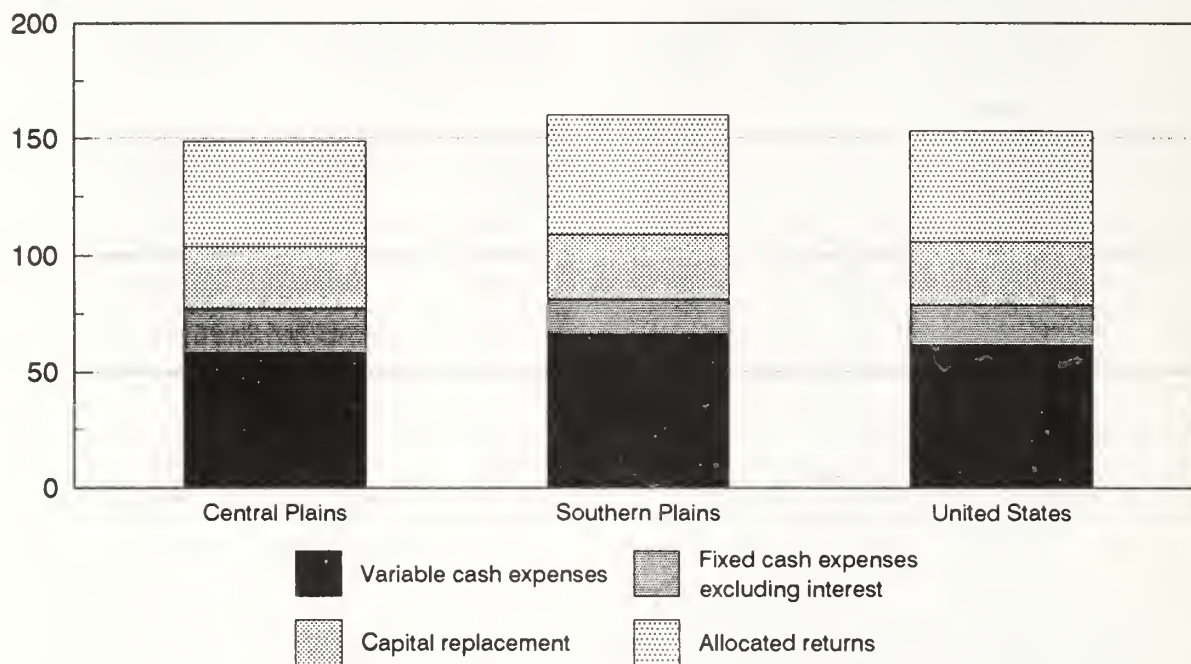 200
150
100
50
0
Central Plains Southern Plains United States
Variable cash expenses
Fixed cash expenses
excluding interest
Capital replacement
Allocated returns